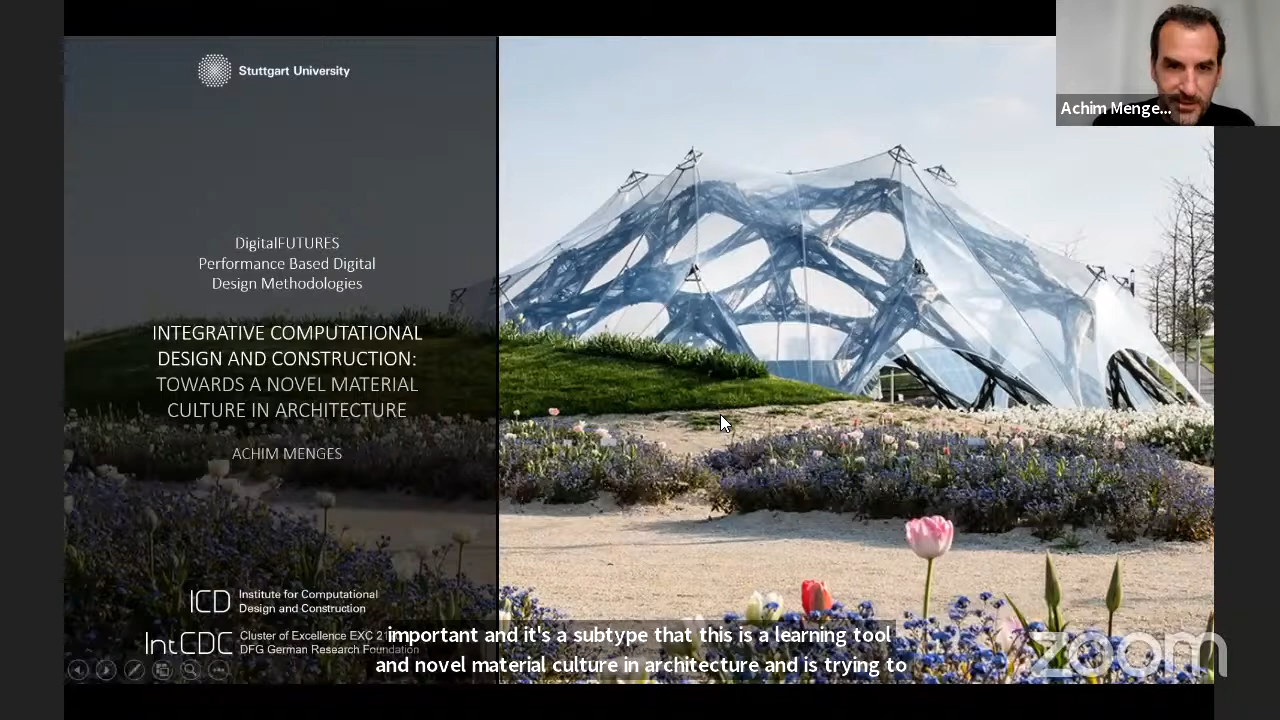 Stuttgart University
DigitalFUTURES
Performance Based Digital
Design Methodologies
INTEGRATIVE COMPUTATIONAL
DESIGN AND CONSTRUCTION:
TOWARDS A NOVEL MATERIAL
CULTURE IN ARCHITECTURE
ACHIM MENGES
ICD
Institute for Computational
Design and Construction
IntCDC
Cluster of Excellence EXC 2
DFG German Research Foundation
important and it's a subtype that this is a learning tool
and novel material culture in architecture and is trying to
Achim Menge...
zoom